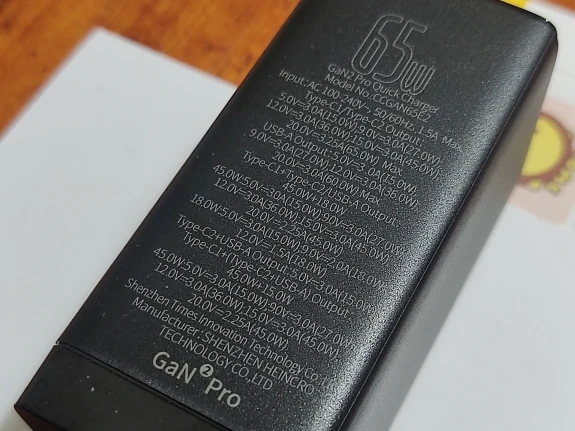 65W
GaN2 Pro Quick Charger
Model No. CCGAN65E2
Input:AC 100-240V~ 50/60Hz 1.5A Max
Type-C1/Type-C2 Output:
5.0V=3.0A(15.0W);9.0V=3.0A(27.0W);
12.0V=3.0A(36.0W);15.0V=3.0A(45.0W);
20.0V=3.25A(65.0W) Max
USB-A Output:5.0V=3.0A(15.0W);
9.0V=3.0A(27.0W);12.0V=3.0A(36.0W);
20.0V=3.0A(60.0W) Max
Type-C1+Type-C2/USB-A Output:
45.0W+18.0W
45.0W:5.0V=3.0A(15.0W);9.0V=3.0A(27.0W);
12.0V=3.0A(36.0W);15.0V=3.0A(45.0W);
20.0V=2.25A(45.0W)
18.0W:5.0V=3.0A(15.0W);9.0V=2.0A(18.0W);
12.0V=1.5A(18.0W)
Type-C2+USB-A Output:5.0V=3.0A(15.0W)
Type-C1+(Type-C2+USB-A) Output:
45.0W+15.0W
45.0W:5.0V=3.0A(15.0W);9.0V=3.0A(27.0W);
12.0V=3.0A(36.0W);15.0V=3.0A(45.0W);
20.0V=2.25A(45.0W)
Shenzhen Times Innovation Technology Co.
Manufacturer: SHENZHEN HEINCRO
TECHNOLOGY CO.LTD
GaN2 Pro